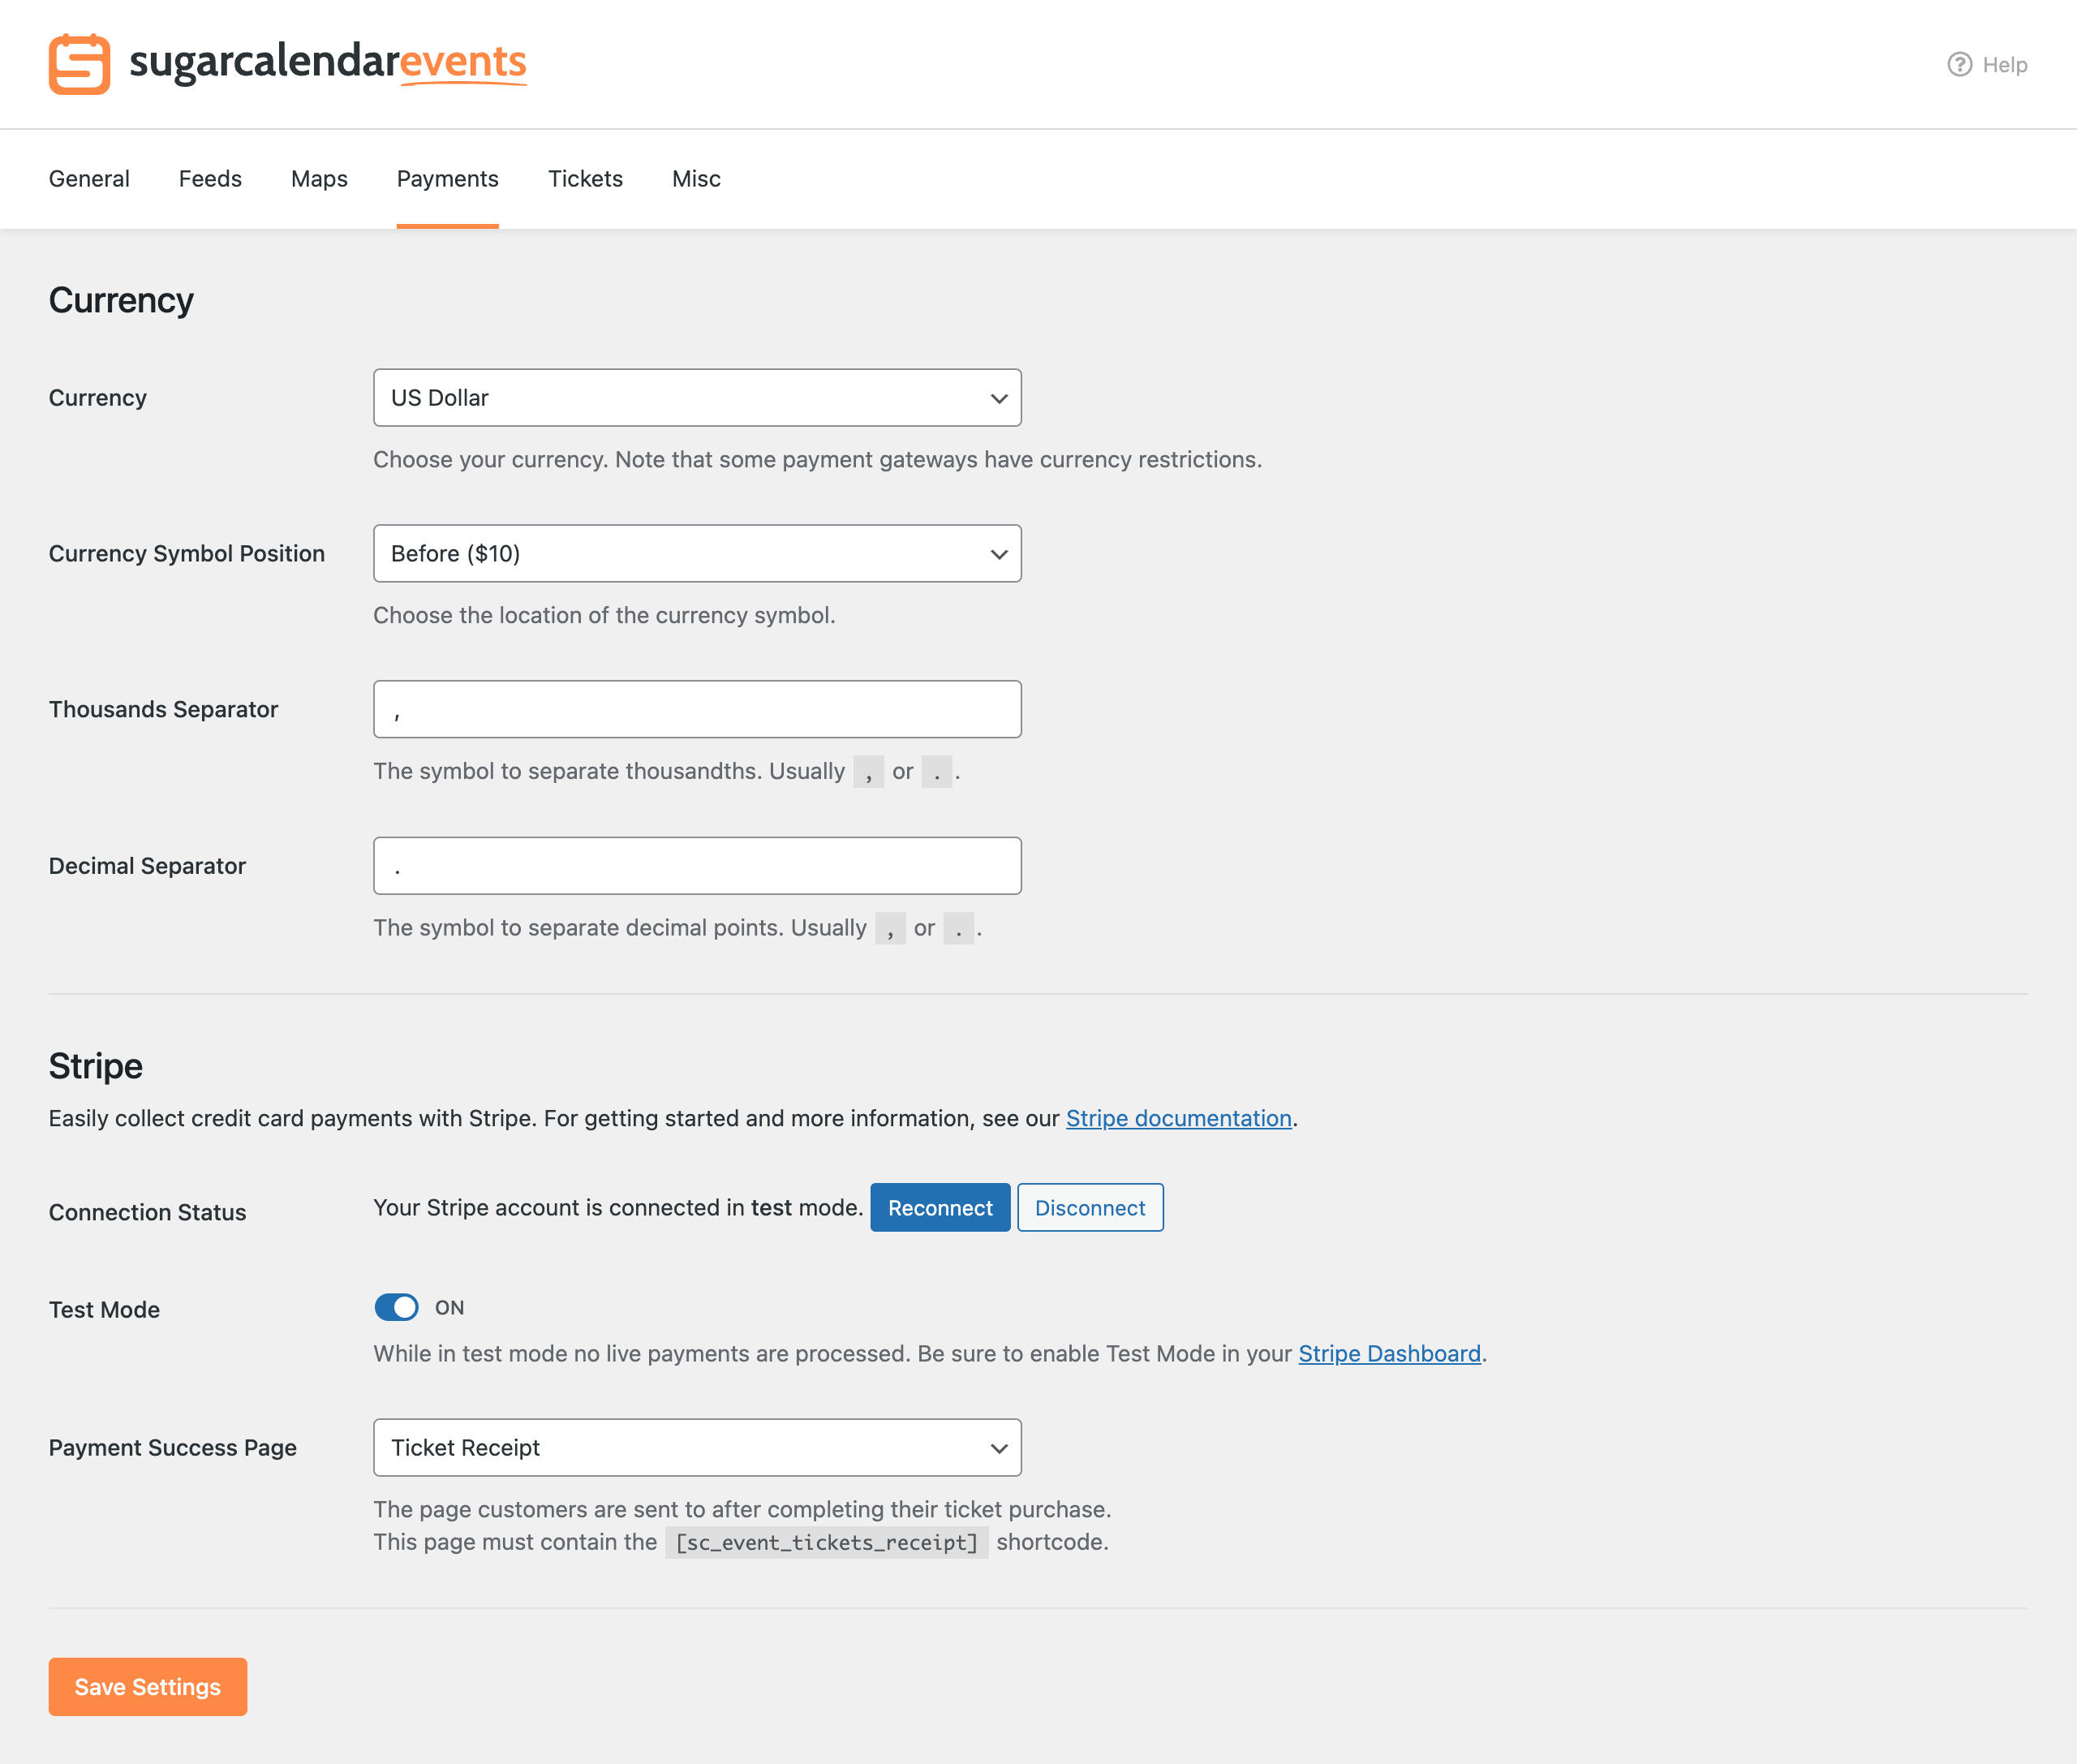 sugarcalendarevents
Help
General Feeds Maps Payments Tickets Misc
Currency
Currency US Dollar
Choose your currency. Note that some payment gateways have currency restrictions.
Currency Symbol Position Before ($10)
Choose the location of the currency symbol.
Thousands Separator ,
The symbol to separate thousandths. Usually , or . .
Decimal Separator .
The symbol to separate decimal points. Usually , or . .
Stripe
Easily collect credit card payments with Stripe. For getting started and more information, see our Stripe documentation.
Connection Status Your Stripe account is connected in test mode. Reconnect Disconnect
Test Mode ON
While in test mode no live payments are processed. Be sure to enable Test Mode in your Stripe Dashboard.
Payment Success Page Ticket Receipt
The page customers are sent to after completing their ticket purchase.
This page must contain the [sc_event_tickets_receipt] shortcode.
Save Settings